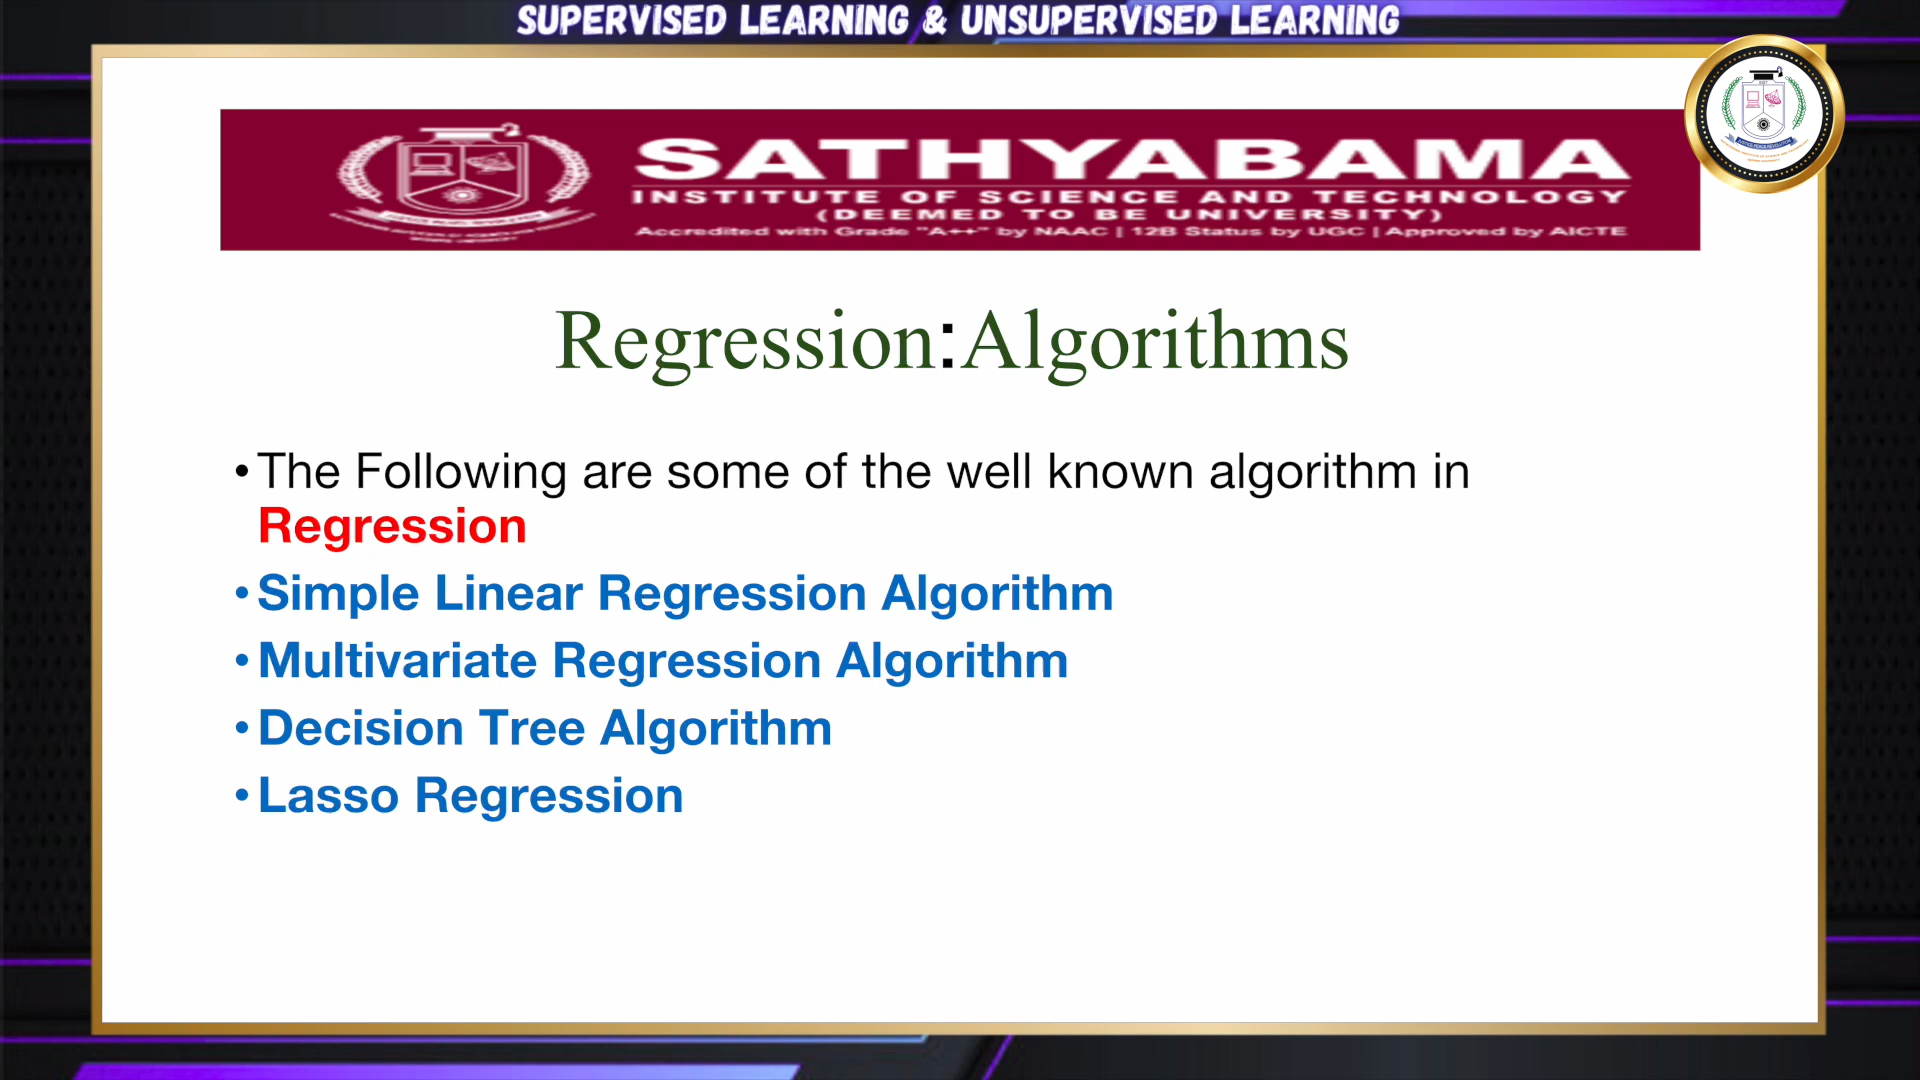 SUPERVISED LEARNING & UNSUPERVISED LEARNING
SATHYABAMA
INSTITUTE OF SCIENCE AND TECHNOLOGY
(DEEMED TO BE UNIVERSITY)
Accredited with Grade "A++" by NAAC | 12B Status by UGC | Approved by AICTE
Regression:Algorithms
• The Following are some of the well known algorithm in
Regression
• Simple Linear Regression Algorithm
• Multivariate Regression Algorithm
• Decision Tree Algorithm
• Lasso Regression